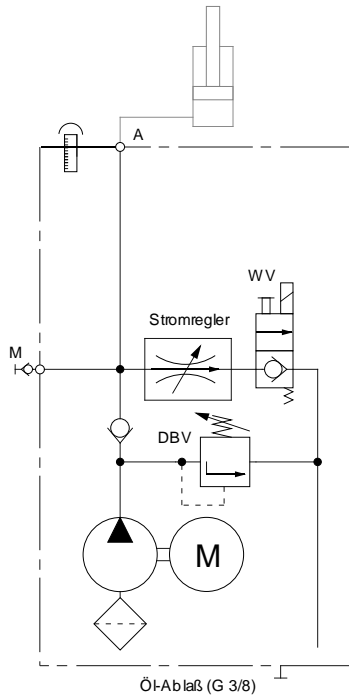 A
WV
Stromregler
M
DBV
M
Öl-Ablaß (G 3/8)